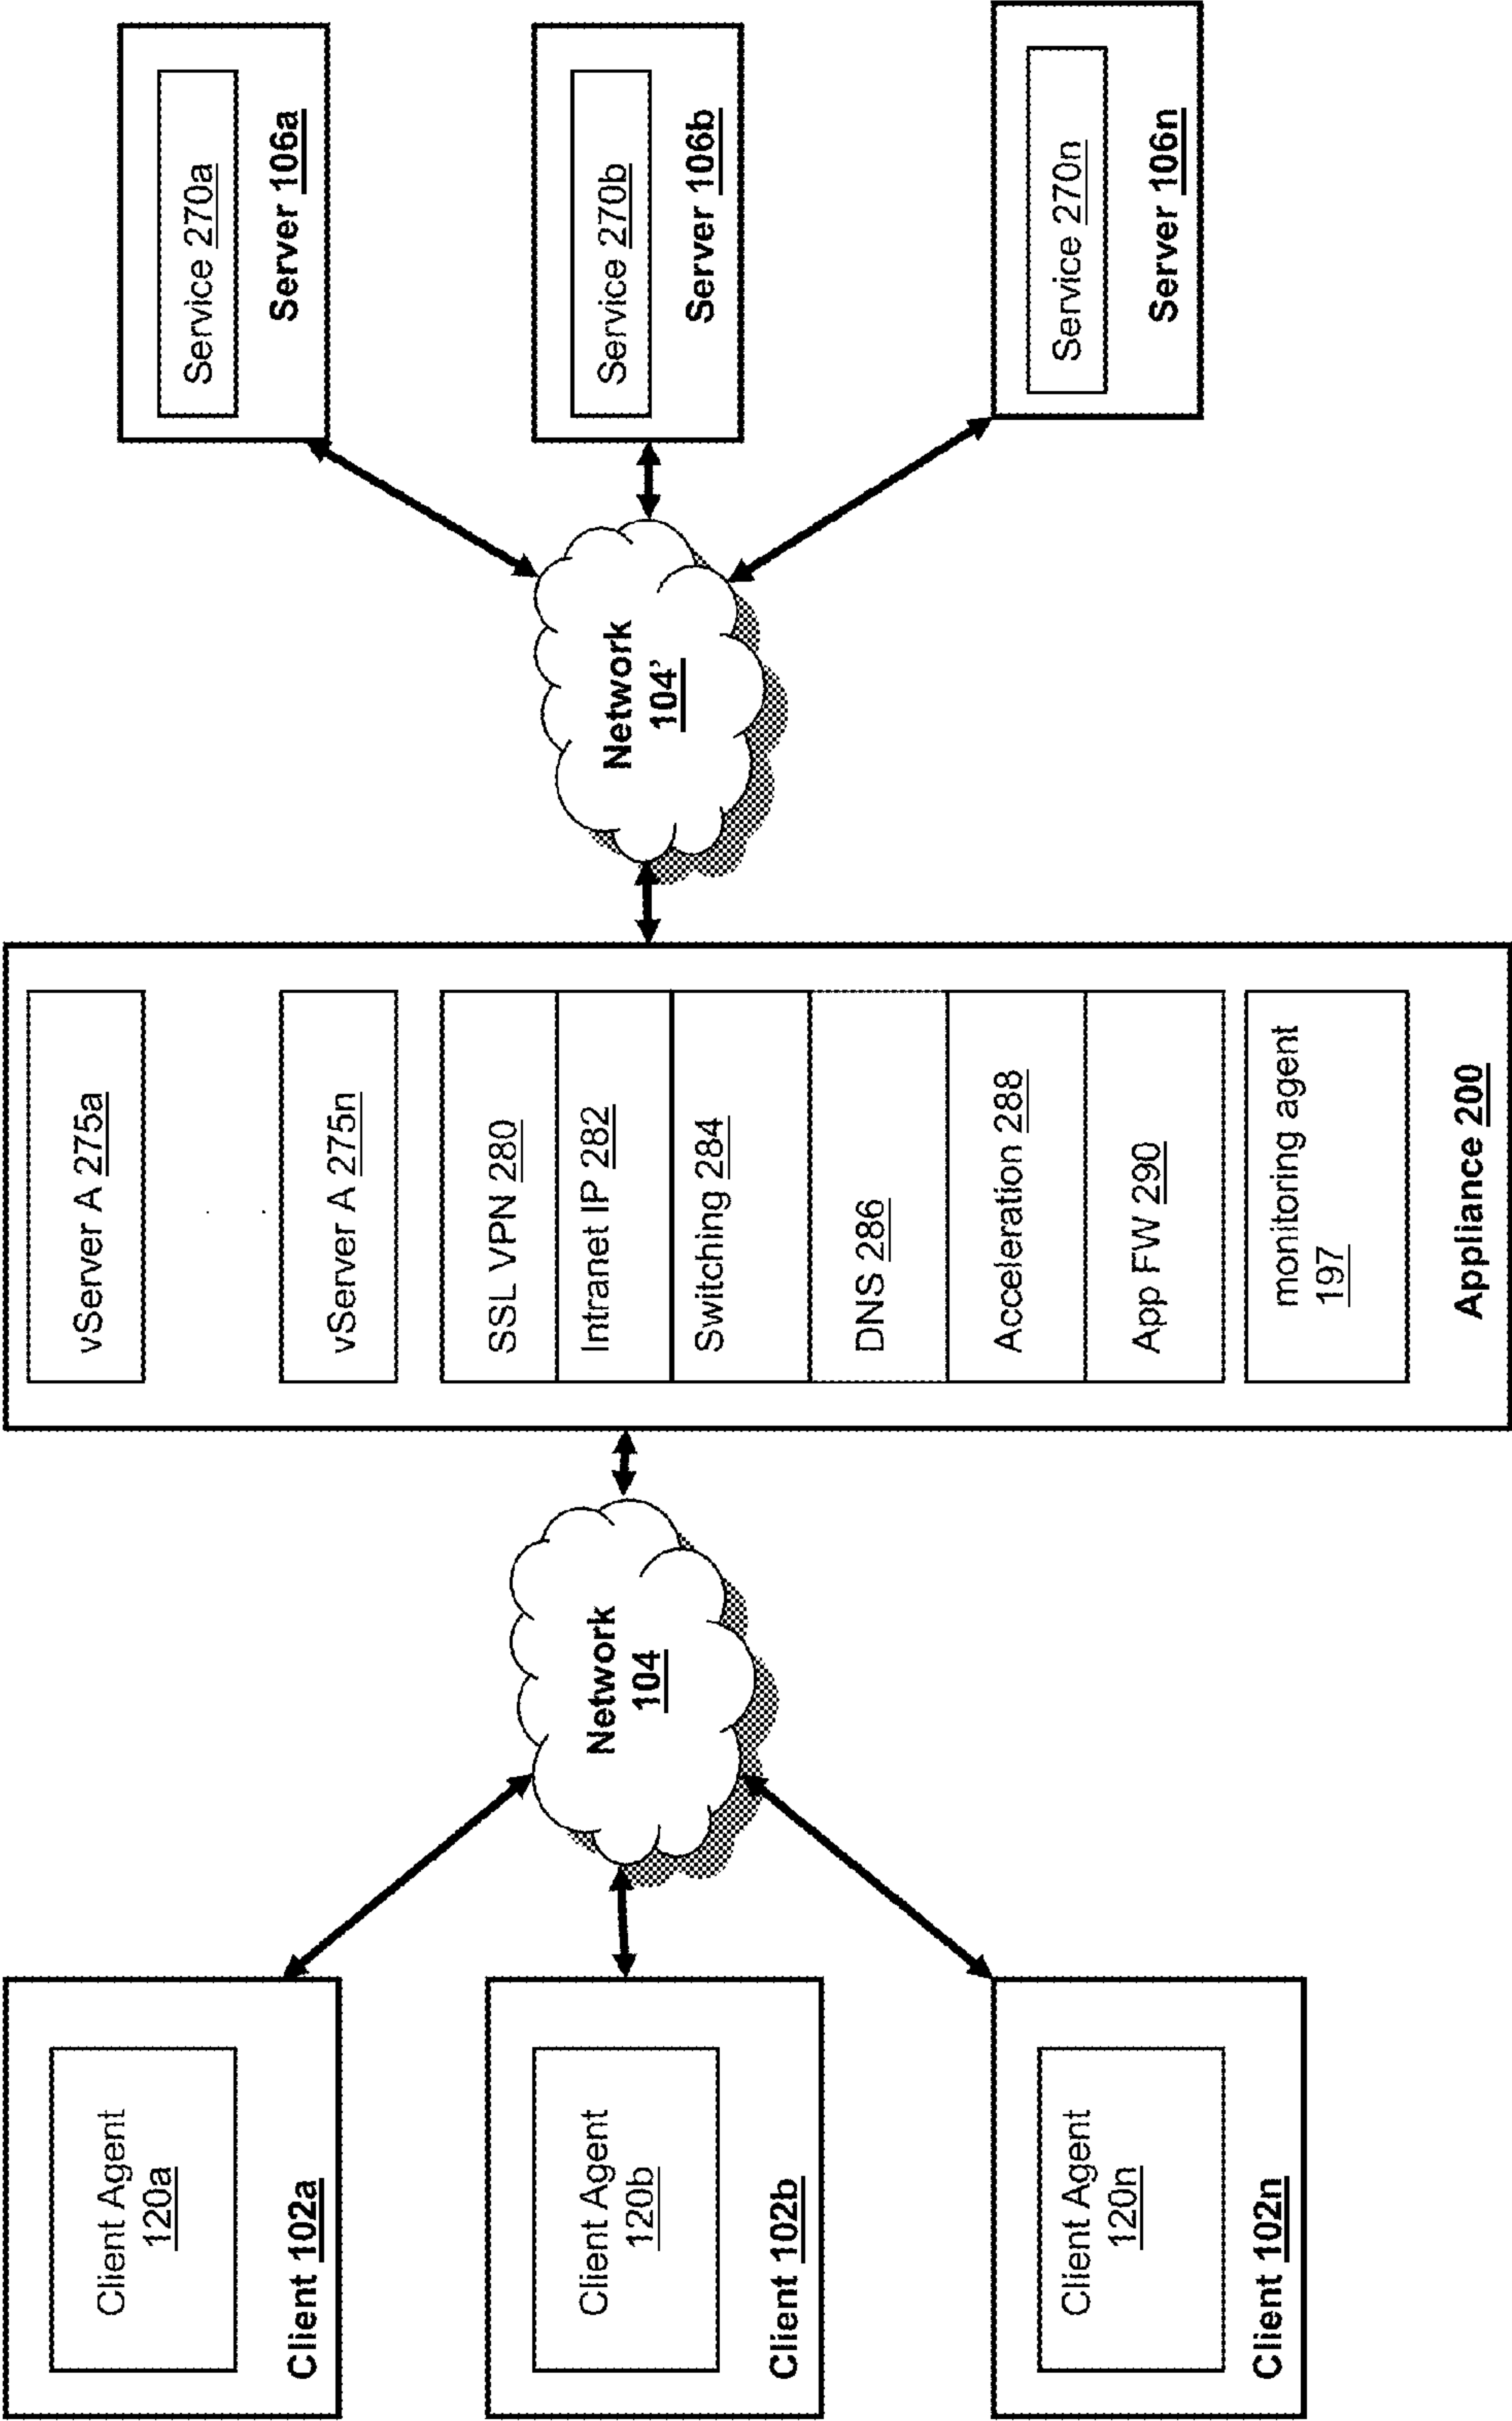 Client Agent
120a
Client 102a
Client Agent
120b
Client 102b
Client Agent
120n
Client 102n
Network
104
vServer A 275a
vServer A 275n
SSL VPN 280
Intranet IP 282
Switching 284
DNS 286
Acceleration 288
App FW 290
monitoring agent
197
Appliance 200
Network
104’
Service 270a
Server 106a
Service 270b
Server 106b
Service 270n
Server 106n